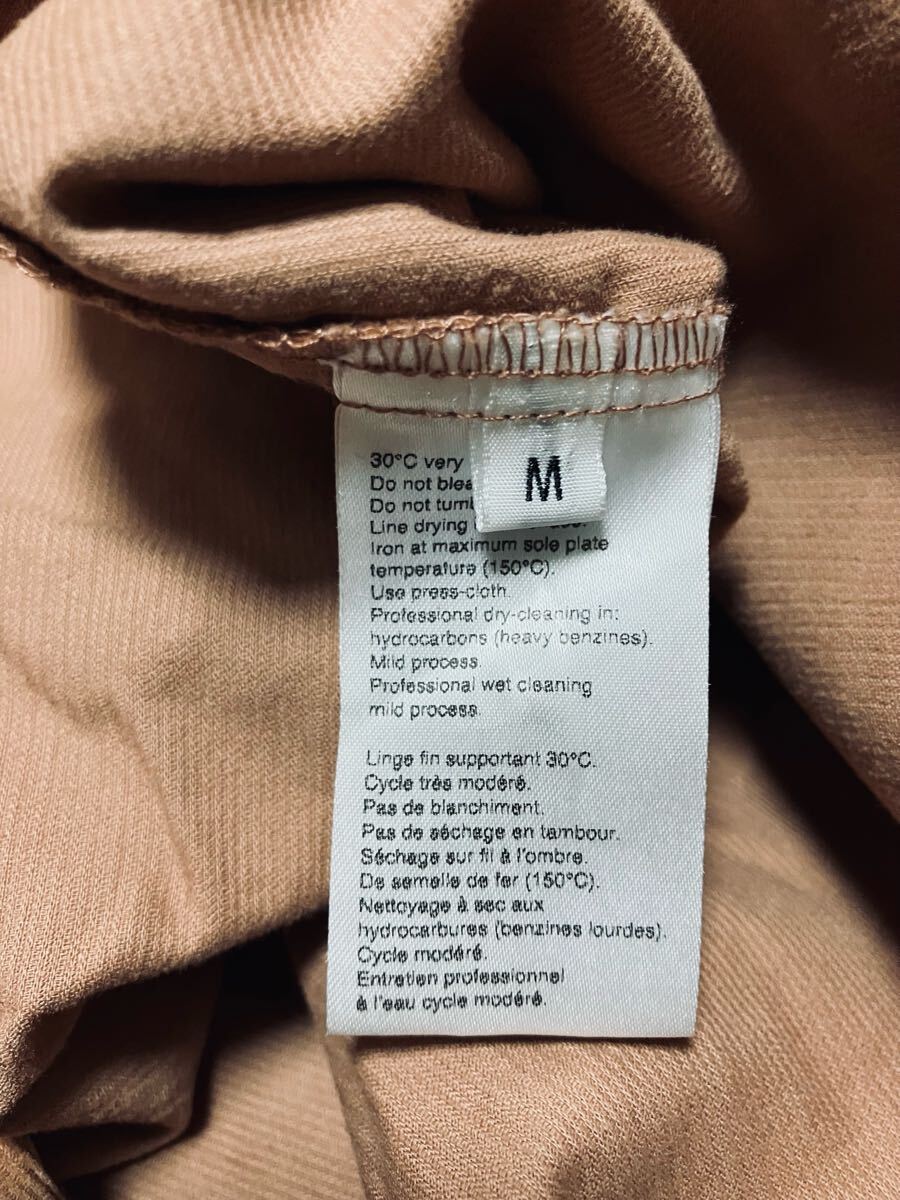 M
30°C very
Do not
Do not
Line drying
Iron at maximum sole plate
temperature (150°C).
Use press-cloth.
Professional dry-cleaning in:
hydrocarbons (heavy benzines).
Mild process.
Professional wet cleaning
mild process.
Linge fin supportant 30°C.
Cycle très modéré.
Pas de blanchiment.
Pas de séchage en tambour.
Séchage sur fil à l'ombre.
De semelle de fer (150°C).
Nettoyage à sec aux
hydrocarbures (benzines lourdes).
Cycle modéré.
Entretien professionnel
à l'eau cycle modéré.